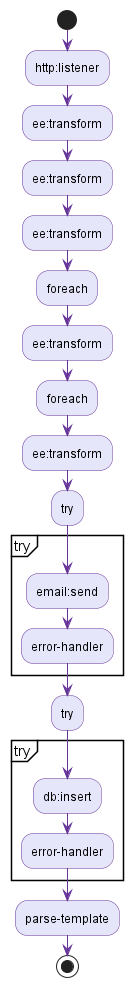 http:listener
ee:transform
ee:transform
ee:transform
foreach
ee:transform
foreach
ee:transform
try
try
email:send
error-handler
try
try
db:insert
error-handler
parse-template